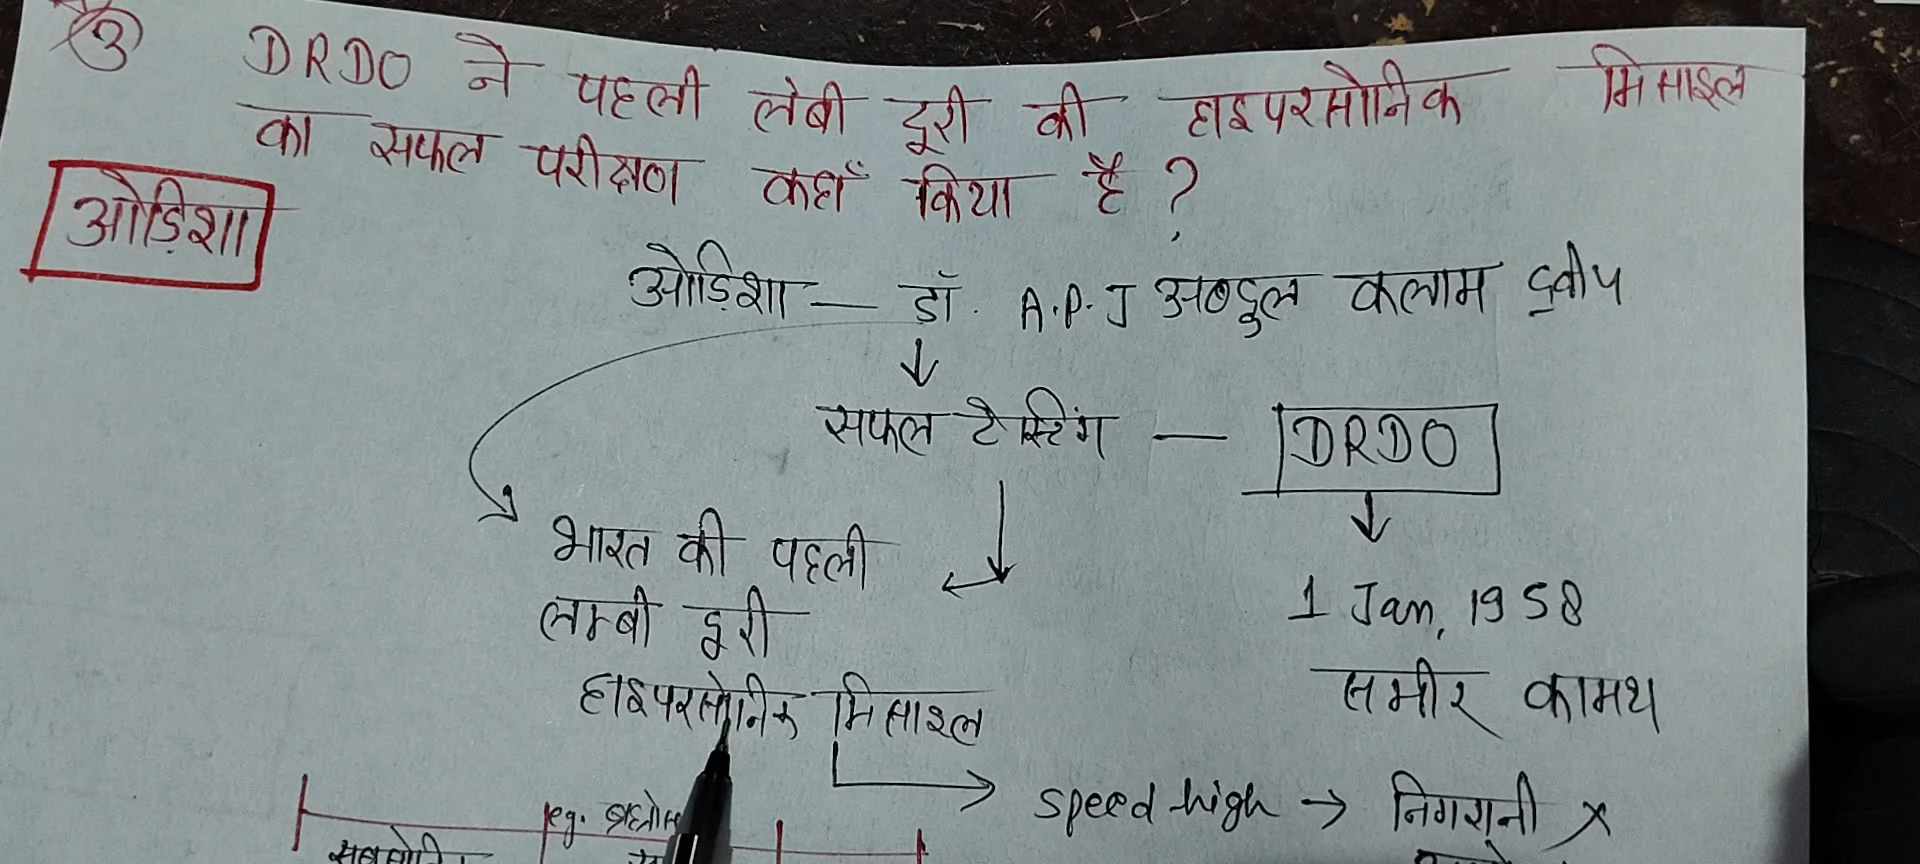 ③ DRDO ने पहली लंबी दूरी की हाइपरसोनिक मिसाइल
का सफल परीक्षण कहाँ किया है ?
ओडिशा
ओडिशा — डॉ. A.P.J अब्दुल कलाम द्वीप
↓
सफल टेस्टिंग — DRDO
भारत की पहली
लम्बी दूरी
हाइपरसोनिक मिसाइल
1 Jan, 1958
समीर कामथ
speed high → निगरानी ×
eg.